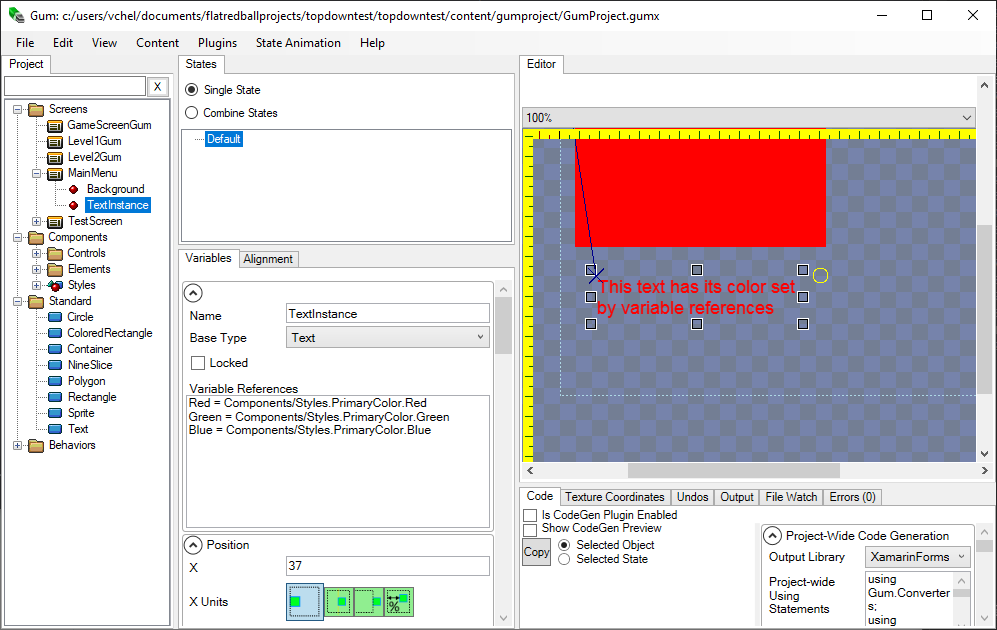 Gum: c:/users/vchel/documents/flatredballprojects/topdowntest/topdowntest/content/gumproject/GumProject.gumx
File Edit View Content Plugins State Animation Help
Project
X
Screens
GameScreenGum
Level1Gum
Level2Gum
MainMenu
Background
TextInstance
TestScreen
Components
Controls
Elements
Styles
Standard
Circle
ColoredRectangle
Container
NineSlice
Polygon
Rectangle
Sprite
Text
Behaviors
States
Single State
Combine States
Default
Variables Alignment
Name TextInstance
Base Type Text
Locked
Variable References
Red = Components/Styles.PrimaryColor.Red
Green = Components/Styles.PrimaryColor.Green
Blue = Components/Styles.PrimaryColor.Blue
Position
X 37
X Units %
Editor
100%
This text has its color set
by variable references
Code Texture Coordinates Undos Output File Watch Errors (0)
Is CodeGen Plugin Enabled
Show CodeGen Preview
Copy
Selected Object
Selected State
Project-Wide Code Generation
Output Library XamarinForms
Project-wide
Using
Statements
using
Gum.Converter
s;
using